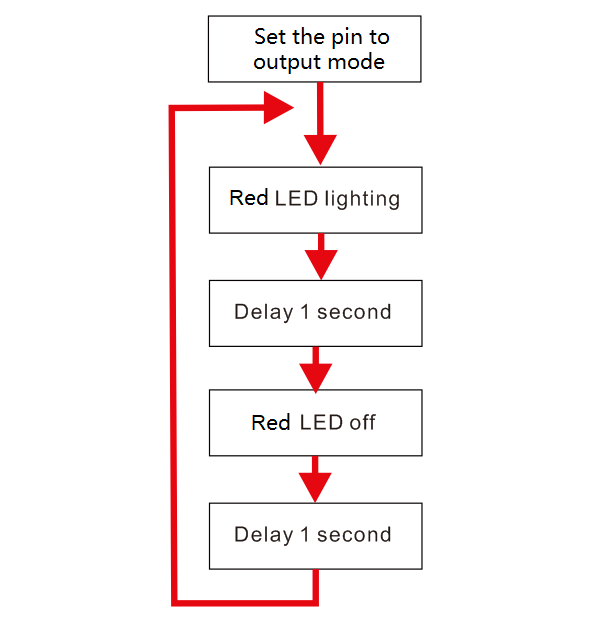 Set the pin to
output mode
Red LED lighting
Delay 1 second
Red LED off
Delay 1 second